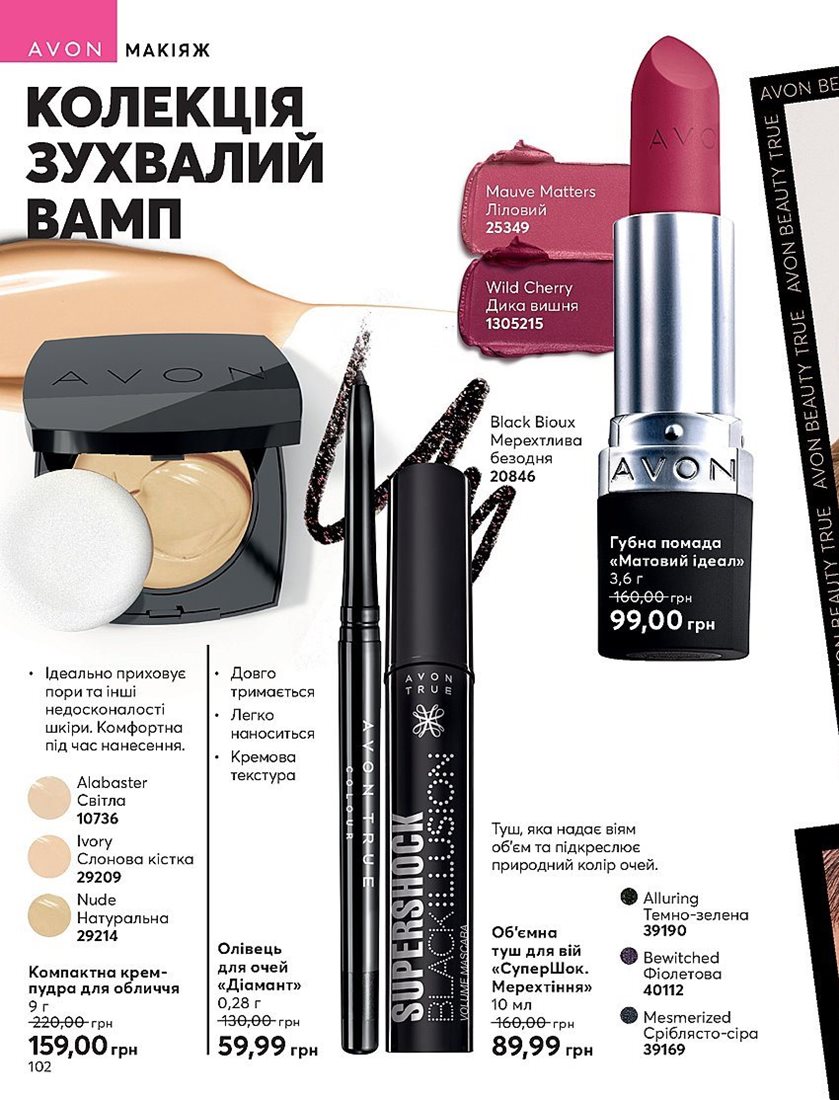 AVON МАКІЯЖ
КОЛЕКЦІЯ
ЗУХВАЛИЙ
ВАМП
AVON
Mauve Matters
Ліловий
25349
Wild Cherry
Дика вишня
1305215
AVON BE
AVON BEAUTY TRUE
AVON BEAUTY TRUE
AVON BEAUTY TRUE
AVON
Black Bioux
Мерехтлива
безодня
20846
AVON
Губна помада
«Матовий ідеал»
3,6 г
160,00 грн
99,00 грн
• Ідеально приховує
пори та інші
недосконалості
шкіри. Комфортна
під час нанесення.
Alabaster
Світла
10736
Ivory
Слонова кістка
29209
Nude
Натуральна
29214
Компактна крем-
пудра для обличчя
9 г
220,00 грн
159,00 грн
• Довго
тримається
• Легко
наноситься
• Кремова
текстура
Олівець
для очей
«Діамант»
0,28 г
130,00 грн
59,99 грн
AVON TRUE
COLOUR
AVON
TRUE
SUPERSHOCK
BLACKILLUSION
VOLUME MASCARA
Туш, яка надає віям
об’єм та підкреслює
природний колір очей.
Об’ємна
туш для вій
«СуперШок.
Мерехтіння»
10 мл
160,00 грн
89,99 грн
Alluring
Темно-зелена
39190
Bewitched
Фіолетова
40112
Mesmerized
Сріблясто-сіра
39169
102